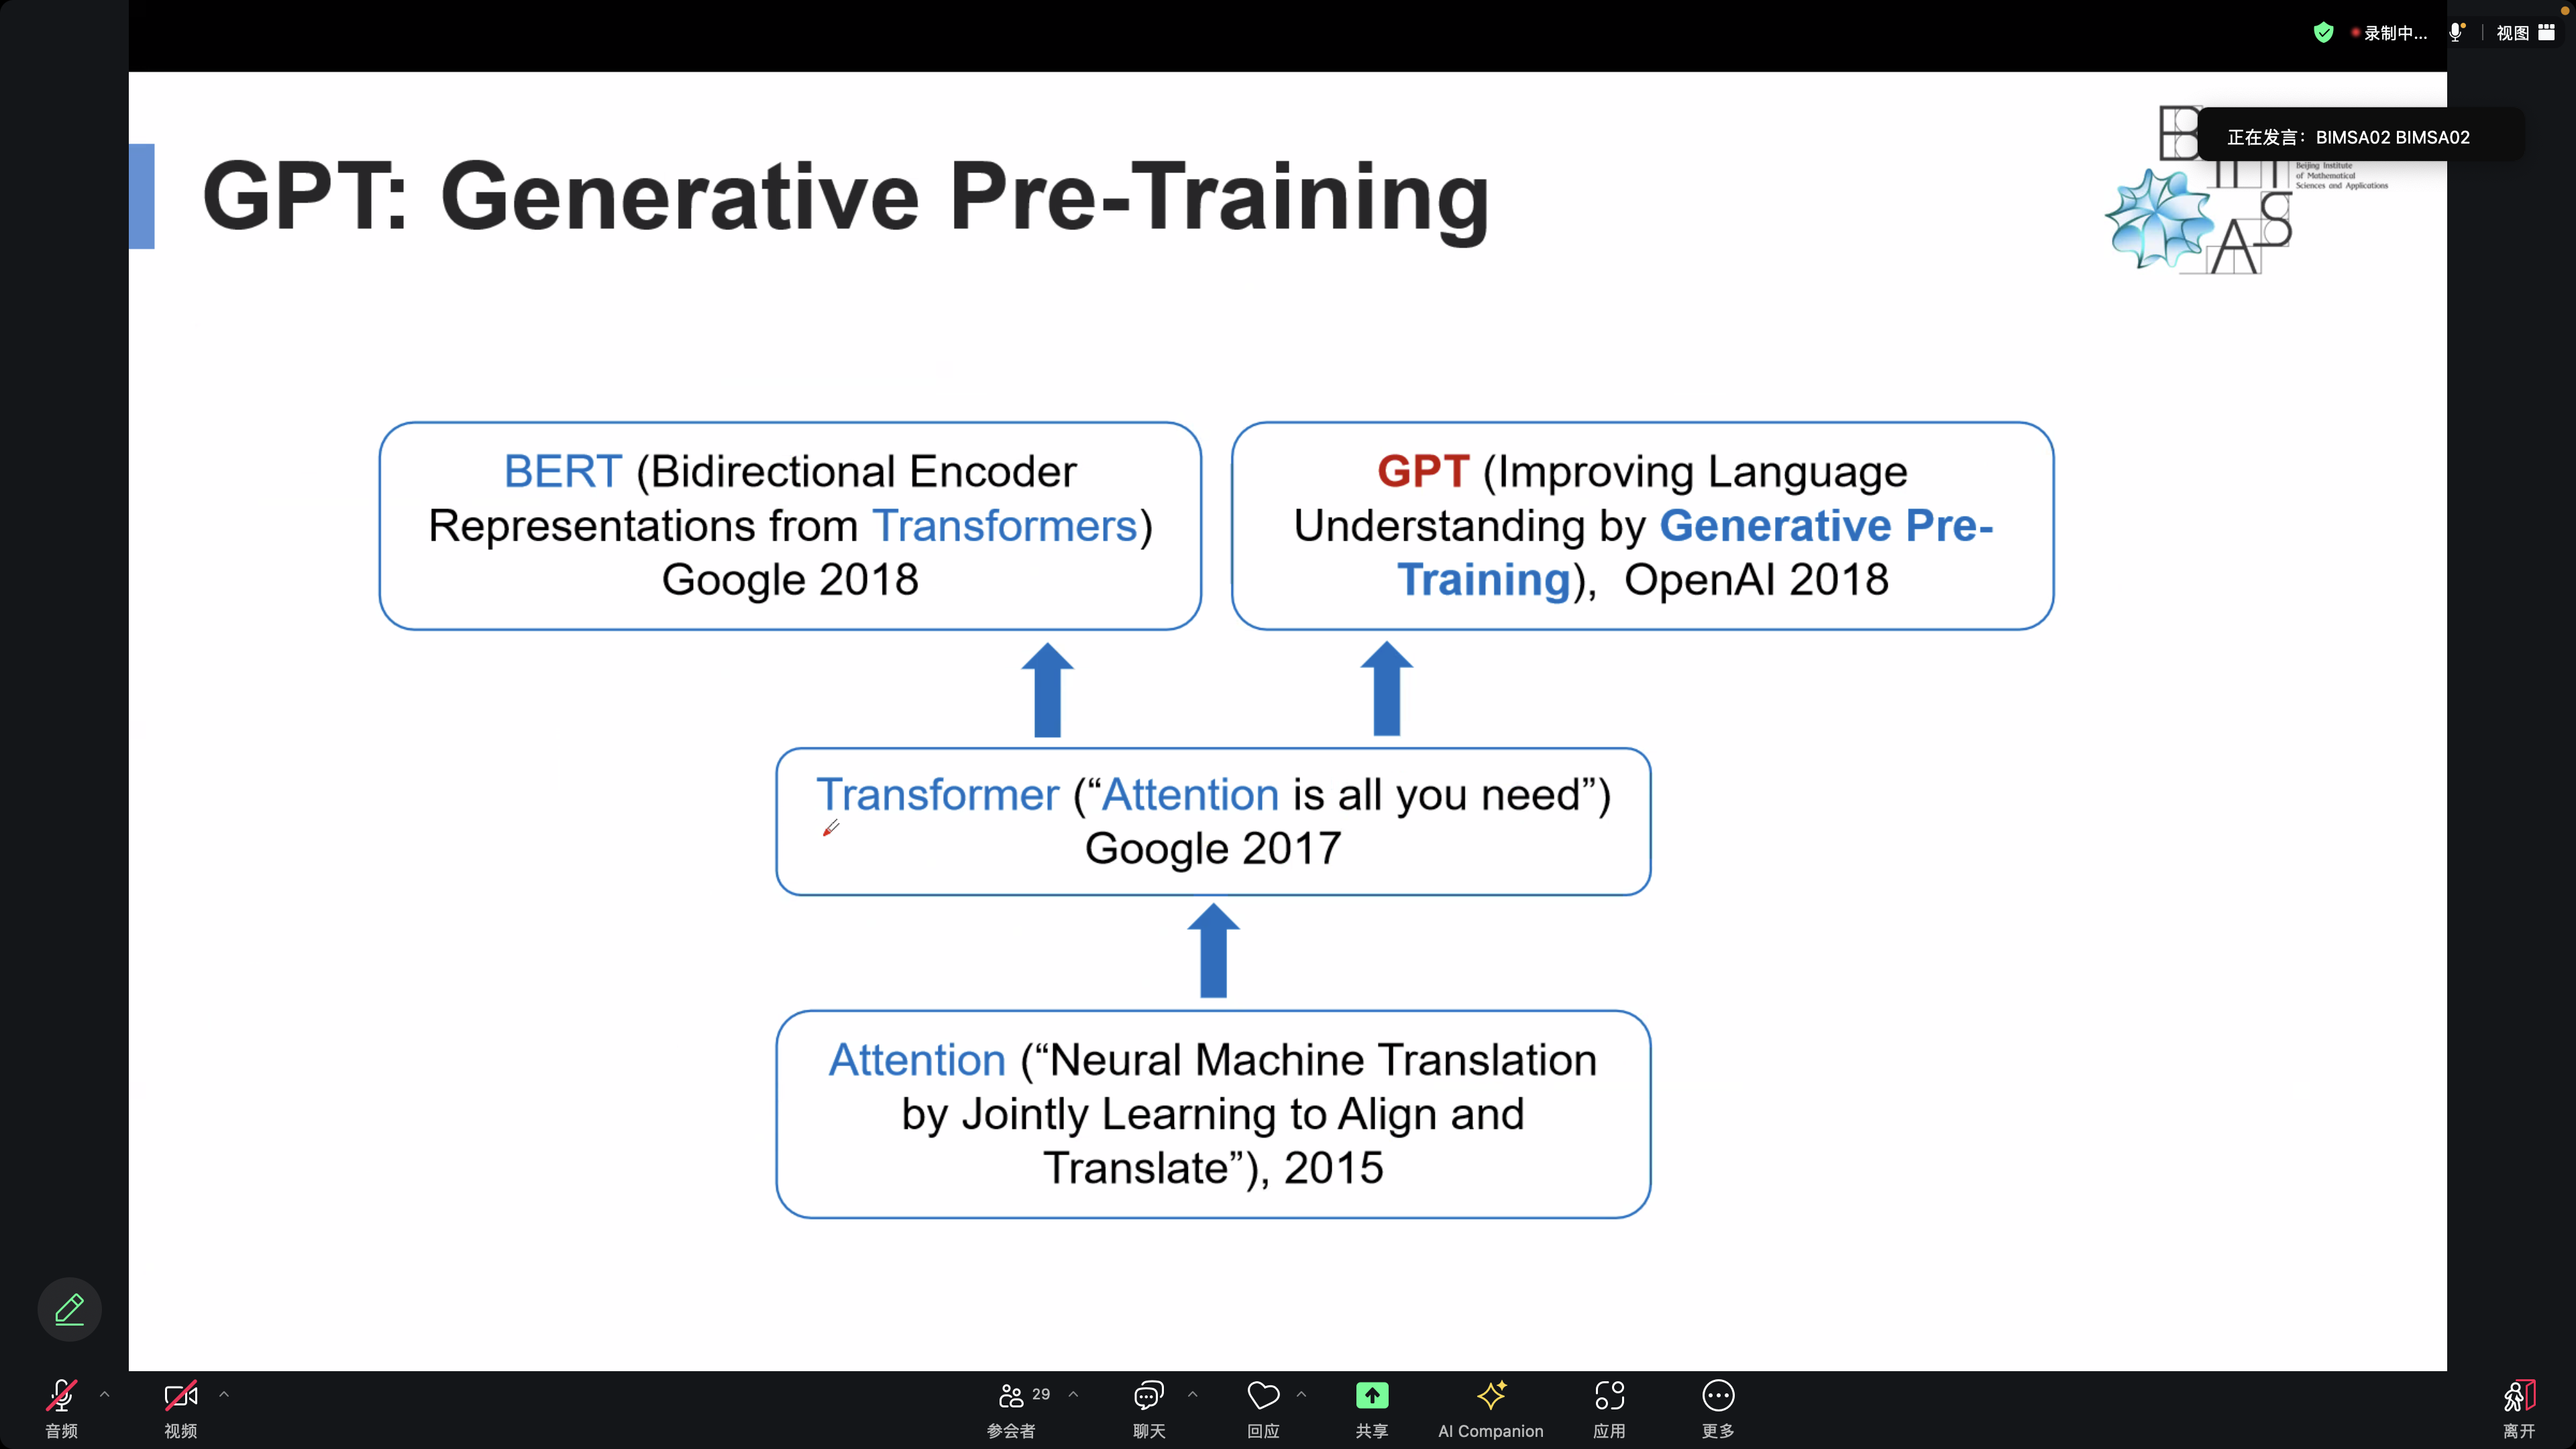 录制中...
视图
正在发言: BIMSA02 BIMSA02
Beijing Institute
of Mathematical
Sciences and Applications
GPT: Generative Pre-Training
BERT (Bidirectional Encoder
Representations from Transformers)
Google 2018
GPT (Improving Language
Understanding by Generative Pre-
Training), OpenAI 2018
Transformer (“Attention is all you need”)
Google 2017
Attention (“Neural Machine Translation
by Jointly Learning to Align and
Translate”), 2015
音频
视频
29
参会者
聊天
回应
共享
AI Companion
应用
更多
离开